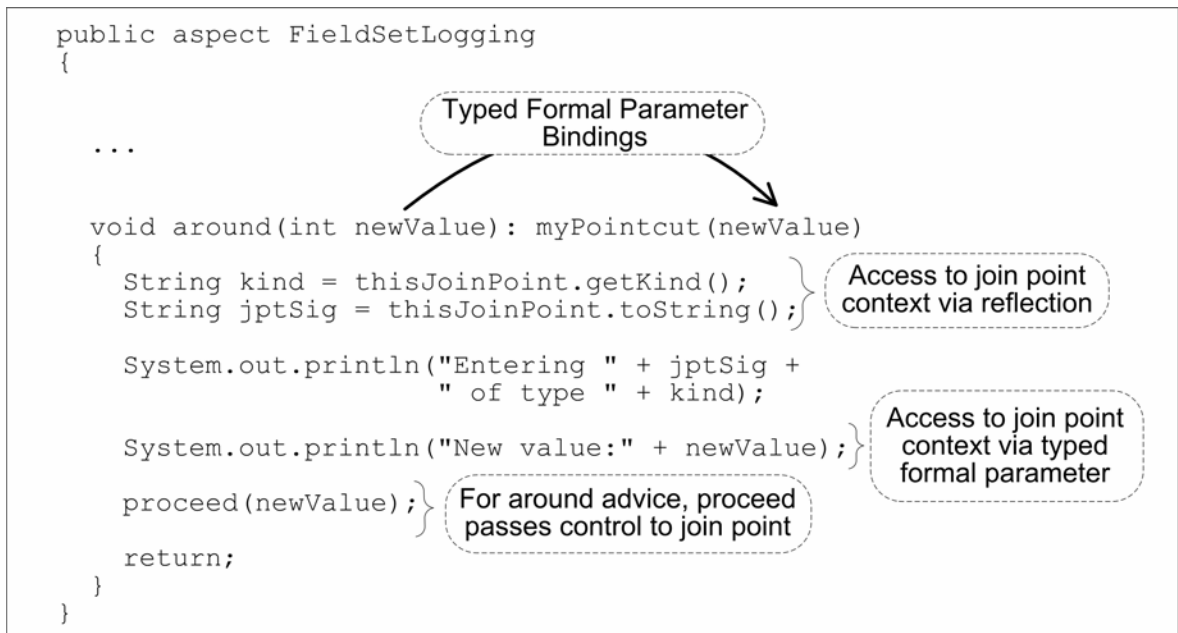 public aspect FieldSetLogging
{
Typed Formal Parameter
Bindings
...
void around(int newValue): myPointcut(newValue)
{
String kind = thisJoinPoint.getKind();
String jptSig = thisJoinPoint.toString();
Access to join point
context via reflection
System.out.println("Entering " + jptSig +
" of type " + kind);
System.out.println("New value:" + newValue);
Access to join point
context via typed
formal parameter
proceed(newValue);
For around advice, proceed
passes control to join point
return;
}
}